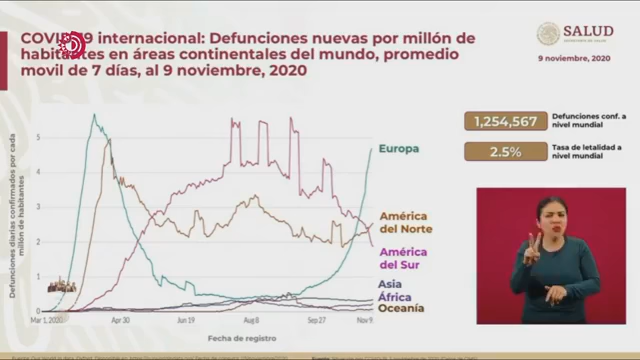 COVID-19 internacional: Defunciones nuevas por millón de
habitantes en áreas continentales del mundo, promedio
movil de 7 días, al 9 noviembre, 2020
SALUD
9 noviembre, 2020
1,254,567
Defunciones conf. a
nivel mundial
2.5%
Tasa de letalidad a
nivel mundial
Defunciones diarias confirmados por cada
millón de habitantes
5
4
3
2
1
0
Europa
América
del Norte
América
del Sur
Asia
África
Oceanía
Mar 1, 2020
Apr 30
Jun 19
Aug 8
Sep 27
Nov 9
Fecha de registro